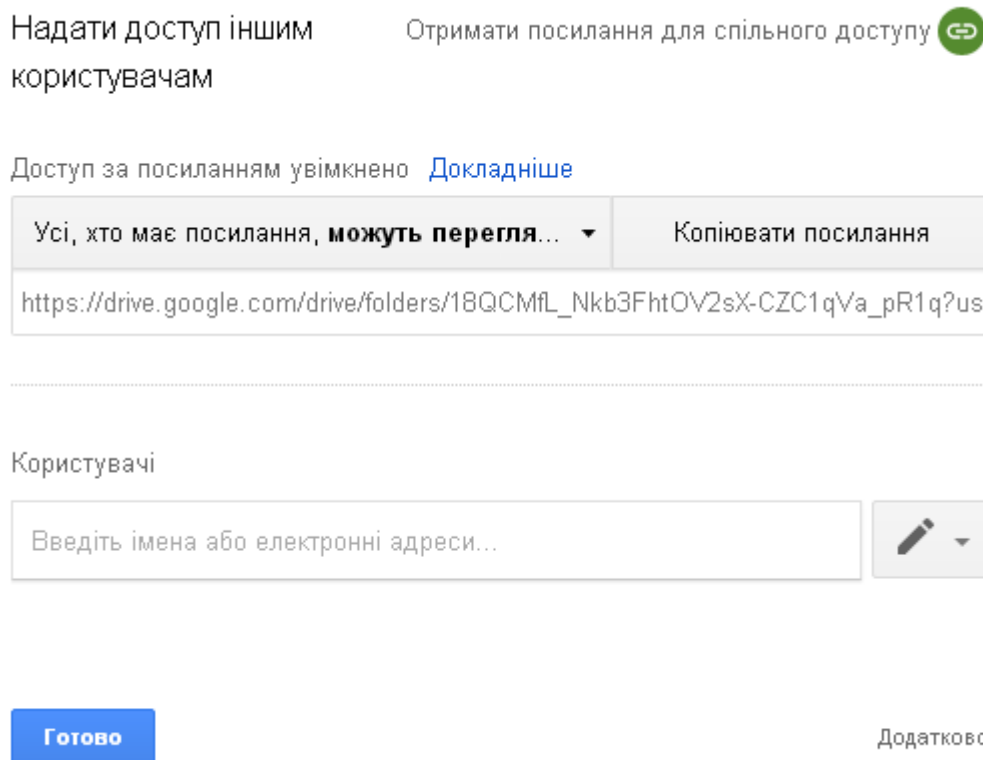 Надати доступ іншим
користувачам
Отримати посилання для спільного доступу
Доступ за посиланням увімкнено Докладніше
Усі, хто має посилання, можуть перегля... Копіювати посилання
https://drive.google.com/drive/folders/18QCMfL_Nkb3FhtOV2sX-CZC1qVa_pR1q?us
Користувачі
Введіть імена або електронні адреси...
Готово
Додатково